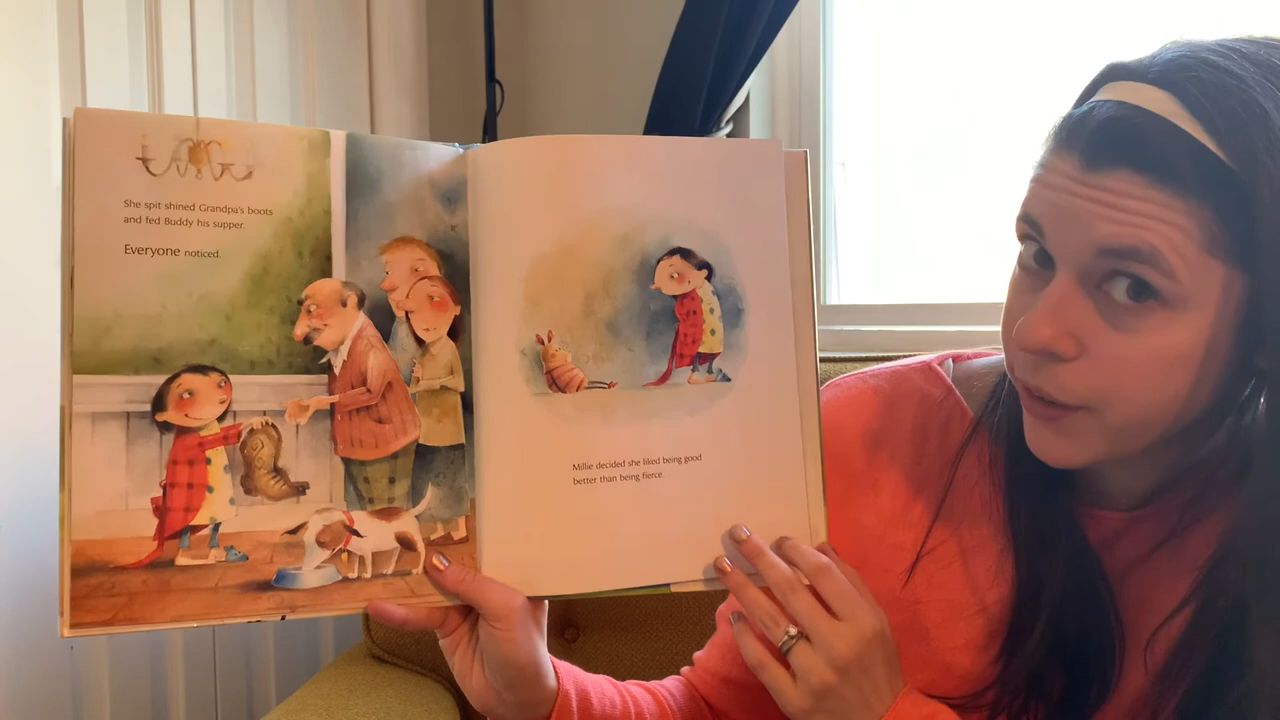 She spit shined Grandpa's boots
and fed Buddy his supper.
Everyone noticed.
Millie decided she liked being good
better than being fierce.